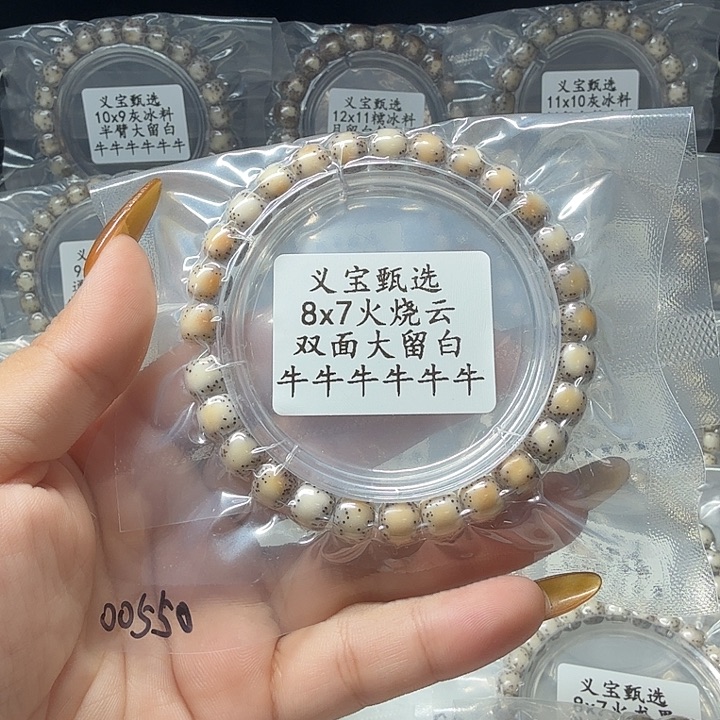 义宝甄选
10x9灰冰料
半臂大留白
牛牛牛牛牛牛
义宝甄选
12x11糯冰料
义宝甄选
11x10灰冰料
义宝甄选
8x7火烧云
双面大留白
牛牛牛牛牛牛
00550
义宝甄选